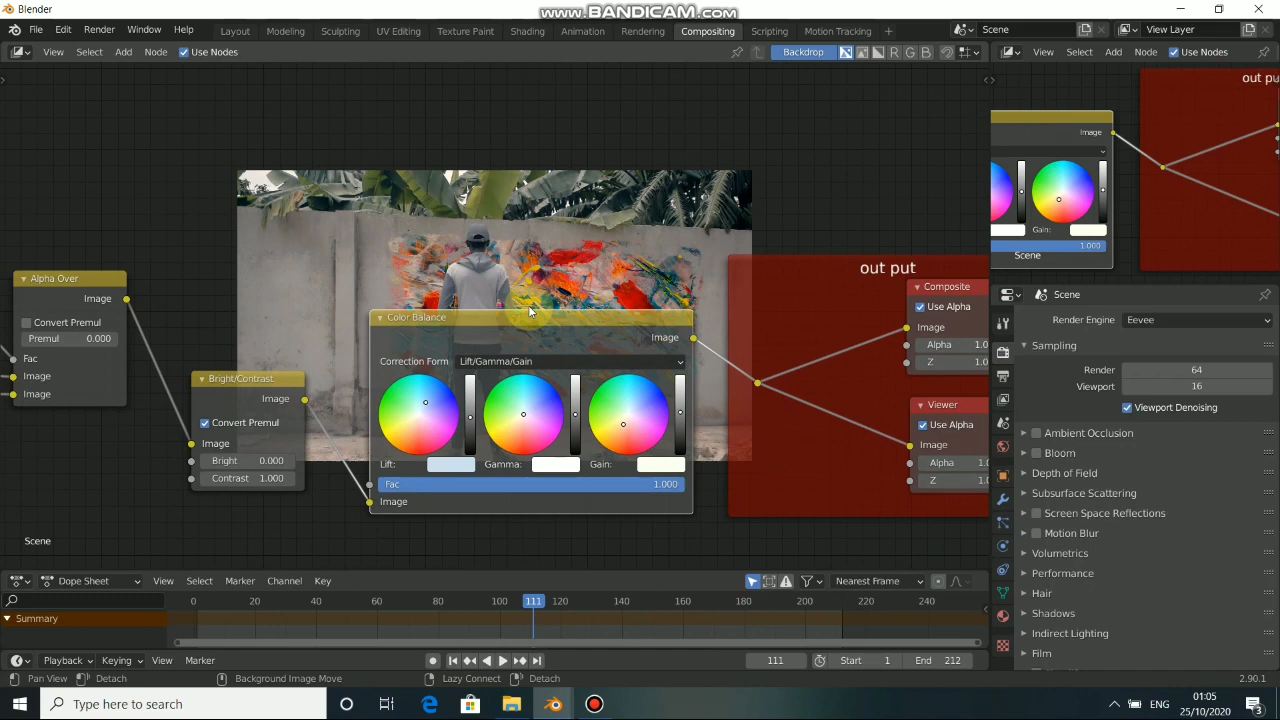 Blender
www.BANDICAM.com
File Edit Render Window Help
Layout Modeling Sculpting UV Editing Texture Paint Shading Animation Rendering Compositing Scripting Motion Tracking +
Scene
View Layer
View Select Add Node Use Nodes
Backdrop R G B
View Select Add Node Use Nodes
out pu
Image
Gain:
1.000
Scene
Alpha Over
Image
Convert Premul
Premul 0.000
Fac
Image
Image
Bright/Contrast
Image
Convert Premul
Image
Bright 0.000
Contrast 1.000
Color Balance
Image
Correction Form Lift/Gamma/Gain
Lift: Gamma: Gain:
Fac 1.000
Image
out put
Composite
Use Alpha
Image
Alpha 1.0
Z 1.0
Viewer
Use Alpha
Image
Alpha 1.0
Z 1.0
Scene
Scene
Render Engine Eevee
Sampling
Render 64
Viewport 16
Viewport Denoising
Ambient Occlusion
Bloom
Depth of Field
Subsurface Scattering
Screen Space Reflections
Motion Blur
Volumetrics
Performance
Hair
Shadows
Indirect Lighting
Film
Dope Sheet View Select Marker Channel Key
Nearest Frame
0 20 40 60 80 100 111 120 140 160 180 200 220 240
Summary
Playback Keying View Marker
111 Start 1 End 212
Pan View Detach Background Image Move Lazy Connect Detach 2.90.1
Type here to search
01:05
25/10/2020
3